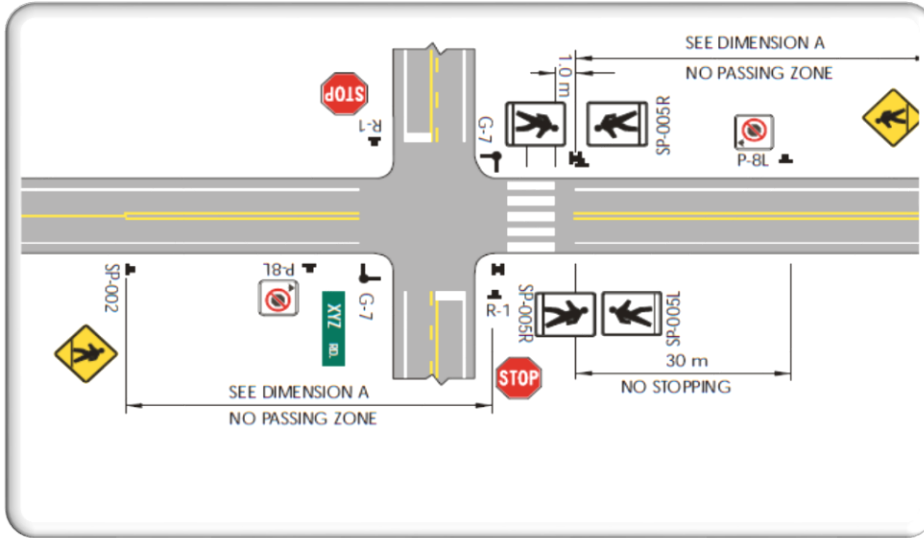 SEE DIMENSION A
NO PASSING ZONE
1.0 m
STOP
R-1
G-7
SP-005R
P-8L
SP-002
P-8L
G-7
XYZ RD.
R-1
SP-005R
SP-005L
STOP
30 m
NO STOPPING
SEE DIMENSION A
NO PASSING ZONE